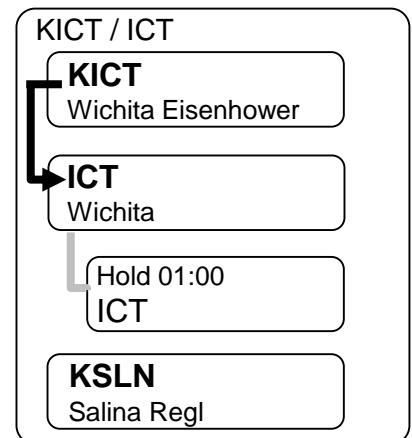 KICT / ICT
KICT
Wichita Eisenhower
ICT
Wichita
Hold 01:00
ICT
KSLN
Salina Regl